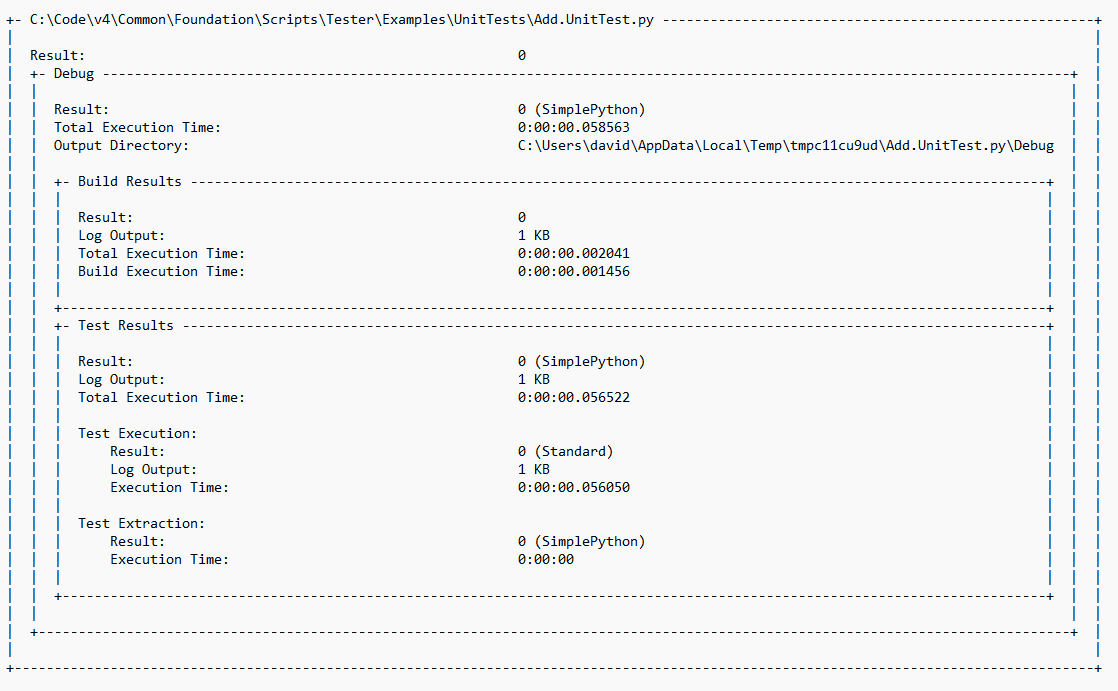 +- C:\Code\v4\Common\Foundation\Scripts\Tester\Examples\UnitTests\Add.UnitTest.py ------------------------------------------------------+
Result: 0
+- Debug -------------------------------------------------------------------------------------------------------------------------+
Result: 0 (SimplePython)
Total Execution Time: 0:00:00.058563
Output Directory: C:\Users\david\AppData\Local\Temp\tmpc11cu9ud\Add.UnitTest.py\Debug
+- Build Results -----------------------------------------------------------------------------------------------------------+
Result: 0
Log Output: 1 KB
Total Execution Time: 0:00:00.002041
Build Execution Time: 0:00:00.001456
+- Test Results ------------------------------------------------------------------------------------------------------------+
Result: 0 (SimplePython)
Log Output: 1 KB
Total Execution Time: 0:00:00.056522
Test Execution:
Result: 0 (Standard)
Log Output: 1 KB
Execution Time: 0:00:00.056050
Test Extraction:
Result: 0 (SimplePython)
Execution Time: 0:00:00